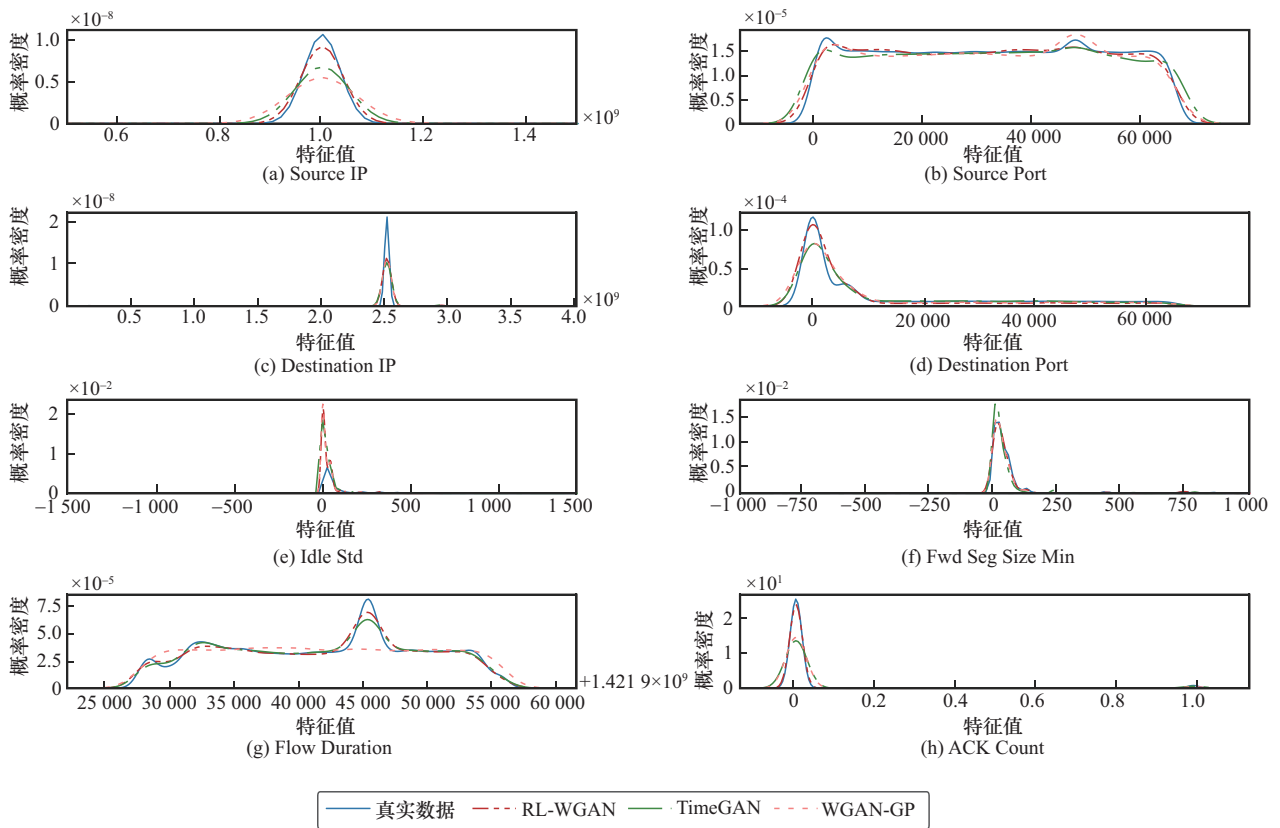 ×10⁻⁸
概率密度
1.0
0.5
0
0.6 0.8 1.0 1.2 1.4 ×10⁹
特征值
(a) Source IP
×10⁻⁵
概率密度
1.5
1.0
0.5
0
0 20 000 40 000 60 000
特征值
(b) Source Port
×10⁻⁸
概率密度
2
1
0
0.5 1.0 1.5 2.0 2.5 3.0 3.5 4.0 ×10⁹
特征值
(c) Destination IP
×10⁻⁴
概率密度
1.0
0.5
0
0 20 000 40 000 60 000
特征值
(d) Destination Port
×10⁻²
概率密度
2
1
0
−1 500 −1 000 −500 0 500 1 000 1 500
特征值
(e) Idle Std
×10⁻²
概率密度
1.5
1.0
0.5
0
−1 000 −750 −500 −250 0 250 500 750 1 000
特征值
(f) Fwd Seg Size Min
×10⁻⁵
概率密度
7.5
5.0
2.5
0
25 000 30 000 35 000 40 000 45 000 50 000 55 000 60 000 +1.421 9×10⁹
特征值
(g) Flow Duration
×10¹
概率密度
2
1
0
0 0.2 0.4 0.6 0.8 1.0
特征值
(h) ACK Count
真实数据 RL-WGAN TimeGAN WGAN-GP